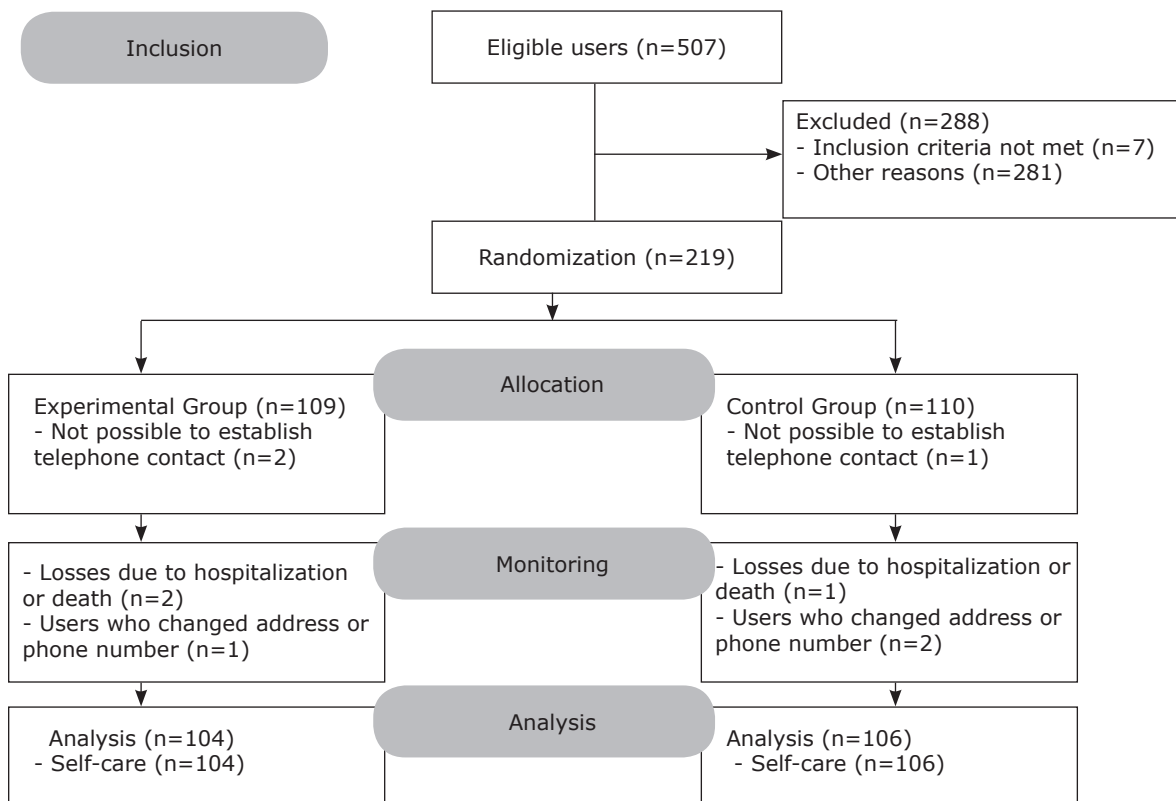 Inclusion
Eligible users (n=507)
Excluded (n=288)
- Inclusion criteria not met (n=7)
- Other reasons (n=281)
Randomization (n=219)
Allocation
Experimental Group (n=109)
- Not possible to establish
telephone contact (n=2)
Control Group (n=110)
- Not possible to establish
telephone contact (n=1)
Monitoring
- Losses due to hospitalization
or death (n=2)
- Users who changed address or
phone number (n=1)
- Losses due to hospitalization or
death (n=1)
- Users who changed address or
phone number (n=2)
Analysis
Analysis (n=104)
- Self-care (n=104)
Analysis (n=106)
- Self-care (n=106)